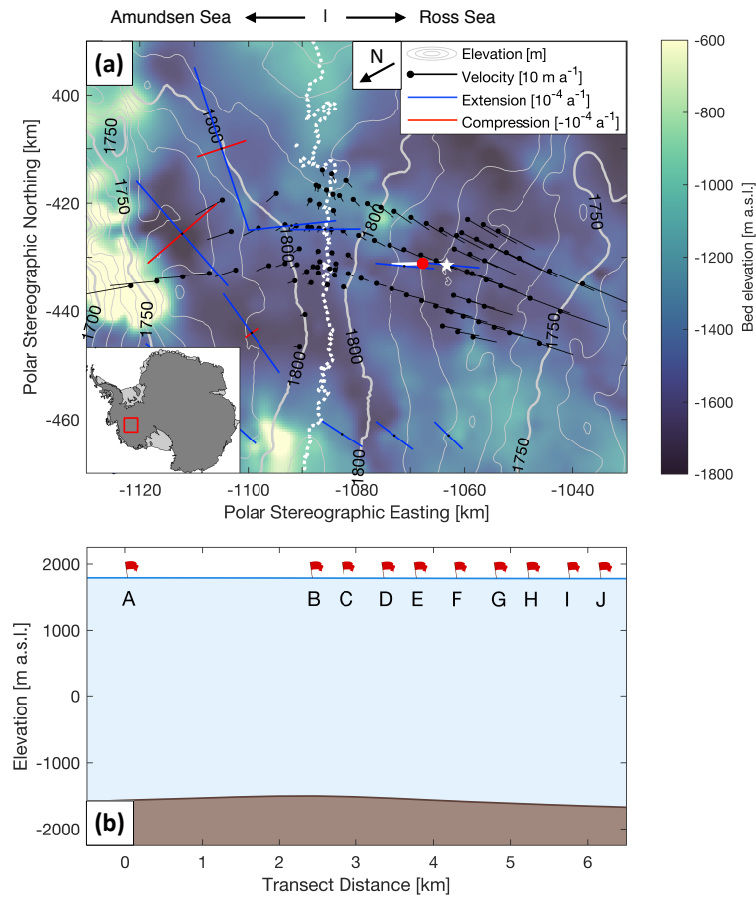 Amundsen Sea I Ross Sea
(a)
N
Elevation [m]
Velocity [10 m a⁻¹]
Extension [10⁻⁴ a⁻¹]
Compression [-10⁻⁴ a⁻¹]
400
-420
-440
-460
Polar Stereographic Northing [km]
1750
1800
1750
1800
1750
1800
1700
1750
1800
1800
1750
1800
1750
-1120 -1100 -1080 -1060 -1040
Polar Stereographic Easting [km]
-600
-800
-1000
-1200
-1400
-1600
-1800
Bed elevation [m a.s.l.]
2000
1000
0
-1000
-2000
Elevation [m a.s.l.]
A B C D E F G H I J
(b)
0 1 2 3 4 5 6
Transect Distance [km]